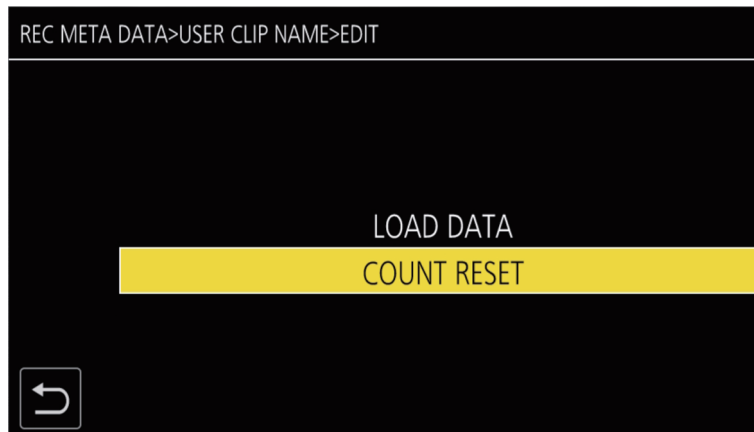 REC META DATA>USER CLIP NAME>EDIT
LOAD DATA
COUNT RESET